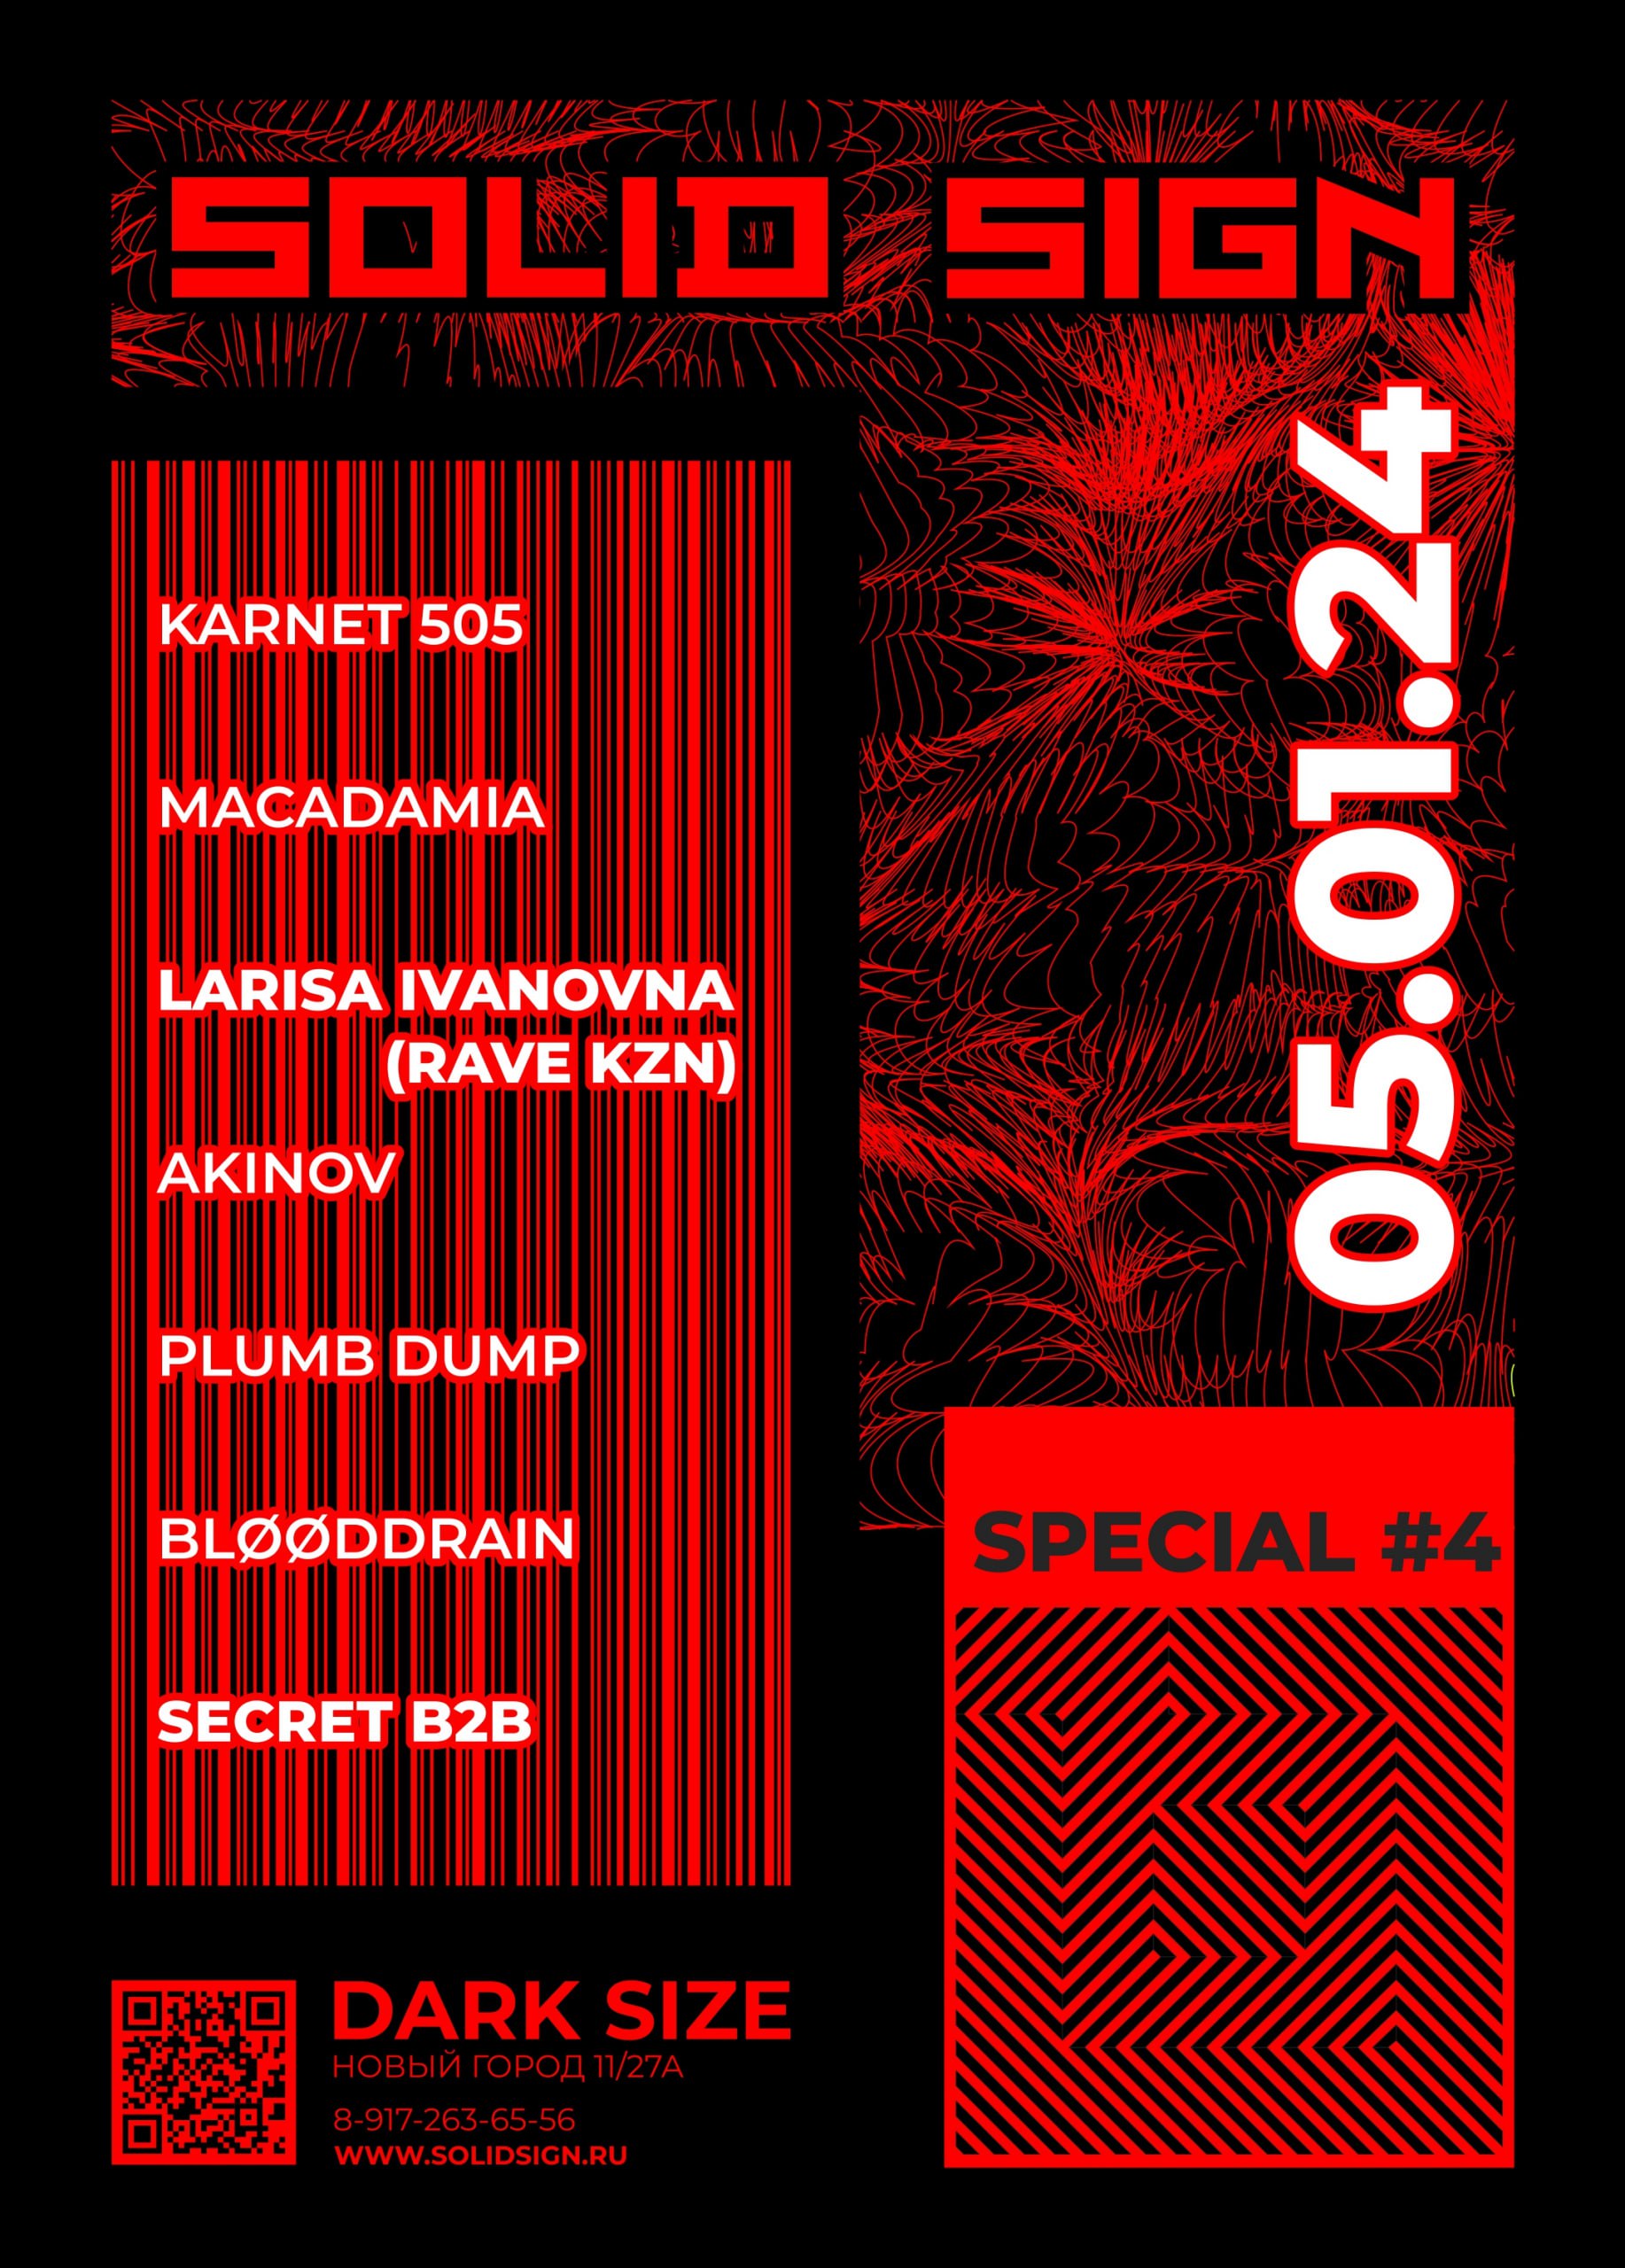 SOLID SIGN
05.01.24
KARNET 505
MACADAMIA
LARISA IVANOVNA
(RAVE KZN)
AKINOV
PLUMB DUMP
BLØØDDRAIN
SECRET B2B
SPECIAL #4
DARK SIZE
НОВЫЙ ГОРОД 11/27А
8-917-263-65-56
WWW.SOLIDSIGN.RU